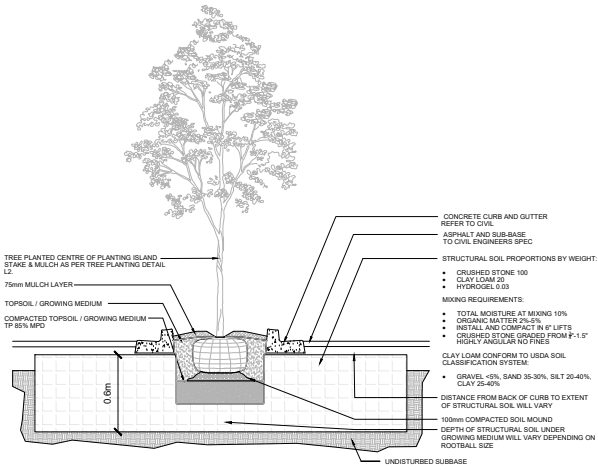 TREE PLANTED CENTRE OF PLANTING ISLAND
STAKE & MULCH AS PER TREE PLANTING DETAIL
L2.
75mm MULCH LAYER
TOPSOIL / GROWING MEDIUM
COMPACTED TOPSOIL / GROWING MEDIUM
TP 85% MPD
0.6m
CONCRETE CURB AND GUTTER
REFER TO CIVIL
ASPHALT AND SUB-BASE
TO CIVIL ENGINEERS SPEC
STRUCTURAL SOIL PROPORTIONS BY WEIGHT:
• CRUSHED STONE 100
• CLAY LOAM 20
• HYDROGEL 0.03
MIXING REQUIREMENTS:
• TOTAL MOISTURE AT MIXING 10%
• ORGANIC MATTER 2%-5%
• INSTALL AND COMPACT IN 6" LIFTS
• CRUSHED STONE GRADED FROM -1.5"
HIGHLY ANGULAR NO FINES
CLAY LOAM CONFORM TO USDA SOIL
CLASSIFICATION SYSTEM:
• GRAVEL <5%, SAND 35-30%, SILT 20-40%,
CLAY 25-40%
DISTANCE FROM BACK OF CURB TO EXTENT
OF STRUCTURAL SOIL WILL VARY
100mm COMPACTED SOIL MOUND
DEPTH OF STRUCTURAL SOIL UNDER
GROWING MEDIUM WILL VARY DEPENDING ON
ROOTBALL SIZE
UNDISTURBED SUBBASE